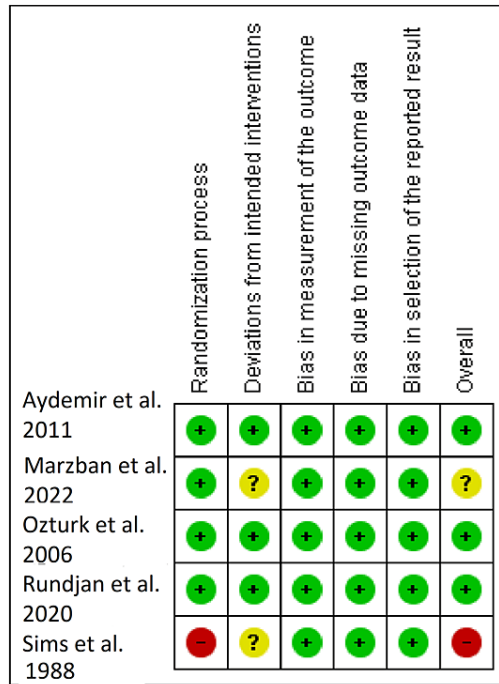 Randomization process
Deviations from intended interventions
Bias in measurement of the outcome
Bias due to missing outcome data
Bias in selection of the reported result
Overall
Aydemir et al.
2011
+ + + + + +
Marzban et al.
2022
+ ? + + + ?
Ozturk et al.
2006
+ + + + + +
Rundjan et al.
2020
+ + + + + +
Sims et al.
1988
- ? + + + -